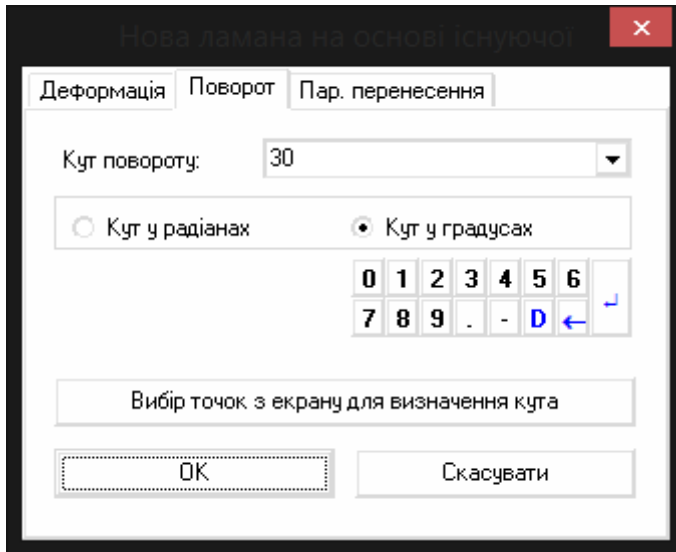 Нова ламана на основі існуючої
Деформація Поворот Пар. перенесення
Кут повороту: 30
Кут у радіанах Кут у градусах
0 1 2 3 4 5 6
7 8 9 . - D ←
Вибір точок з екрану для визначення кута
OK Скасувати